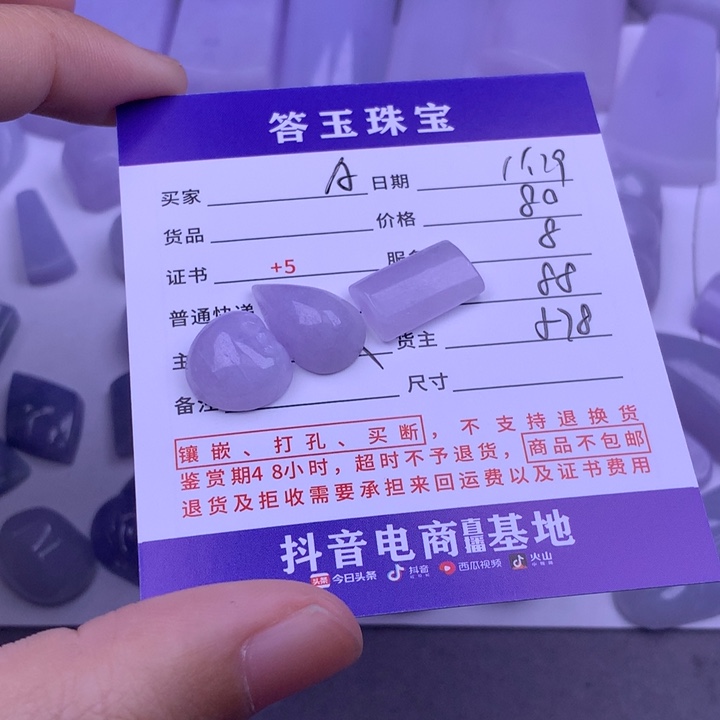 答玉珠宝
买家 A 日期 11.29
货品 价格 80
证书 +5 服 8
普通快递 88
主 货主 578
备注 尺寸
镶嵌、打孔、买断，不支持退换货
鉴赏期48小时，超时不予退货，商品不包邮
退货及拒收需要承担来回运费以及证书费用
抖音电商直播基地
头条 今日头条 抖音 西瓜视频 火山